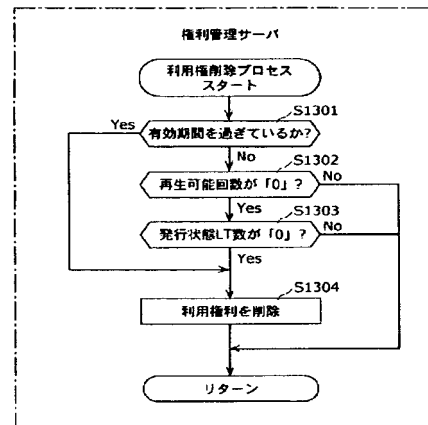 権利管理サーバ
利用権削除プロセス
スタート
S1301
Yes
有効期間を過ぎているか?
No
S1302
再生可能回数が「0」?
No
Yes
S1303
発行状態LT数が「0」?
No
Yes
S1304
利用権利を削除
リターン